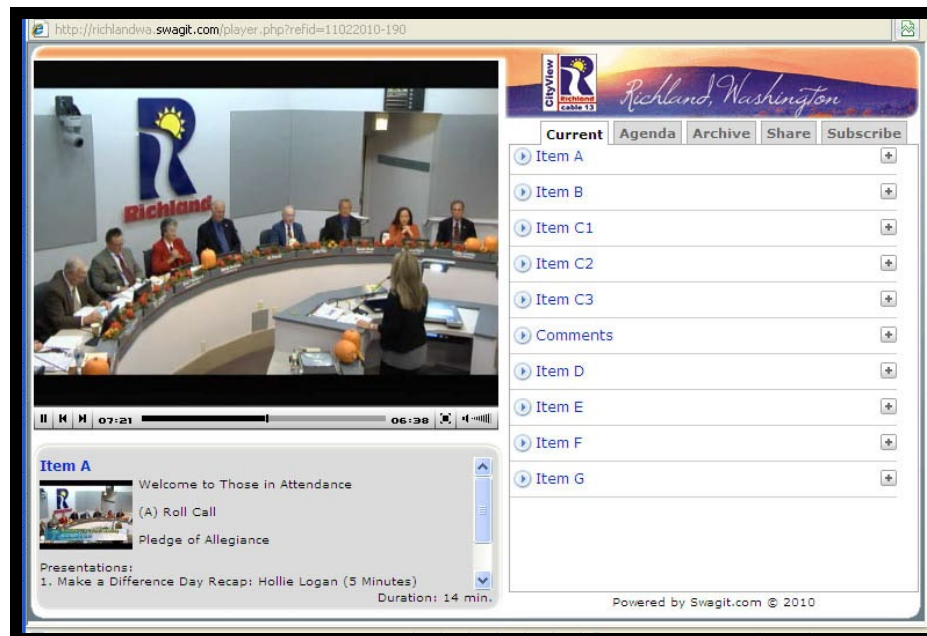 http://richlandwa.swagit.com/player.php?refid=11022010-190
Richland
CityView
Richland
cable 13
Richland, Washington
Current Agenda Archive Share Subscribe
Item A
Item B
Item C1
Item C2
Item C3
Comments
Item D
Item E
Item F
Item G
07:21 06:38
Item A
Welcome to Those in Attendance
(A) Roll Call
Pledge of Allegiance
Presentations:
1. Make a Difference Day Recap: Hollie Logan (5 Minutes)
Duration: 14 min.
Powered by Swagit.com © 2010